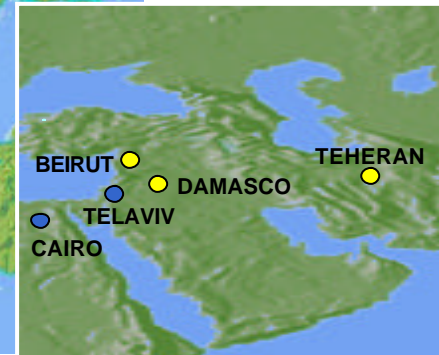 BEIRUT
TEHERAN
DAMASCO
TELAVIV
CAIRO